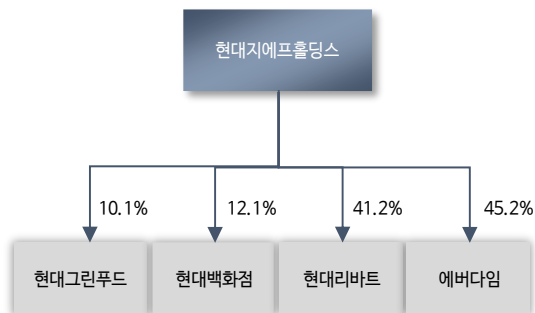 현대지에프홀딩스
10.1%
12.1%
41.2%
45.2%
현대그린푸드
현대백화점
현대리바트
에버다임